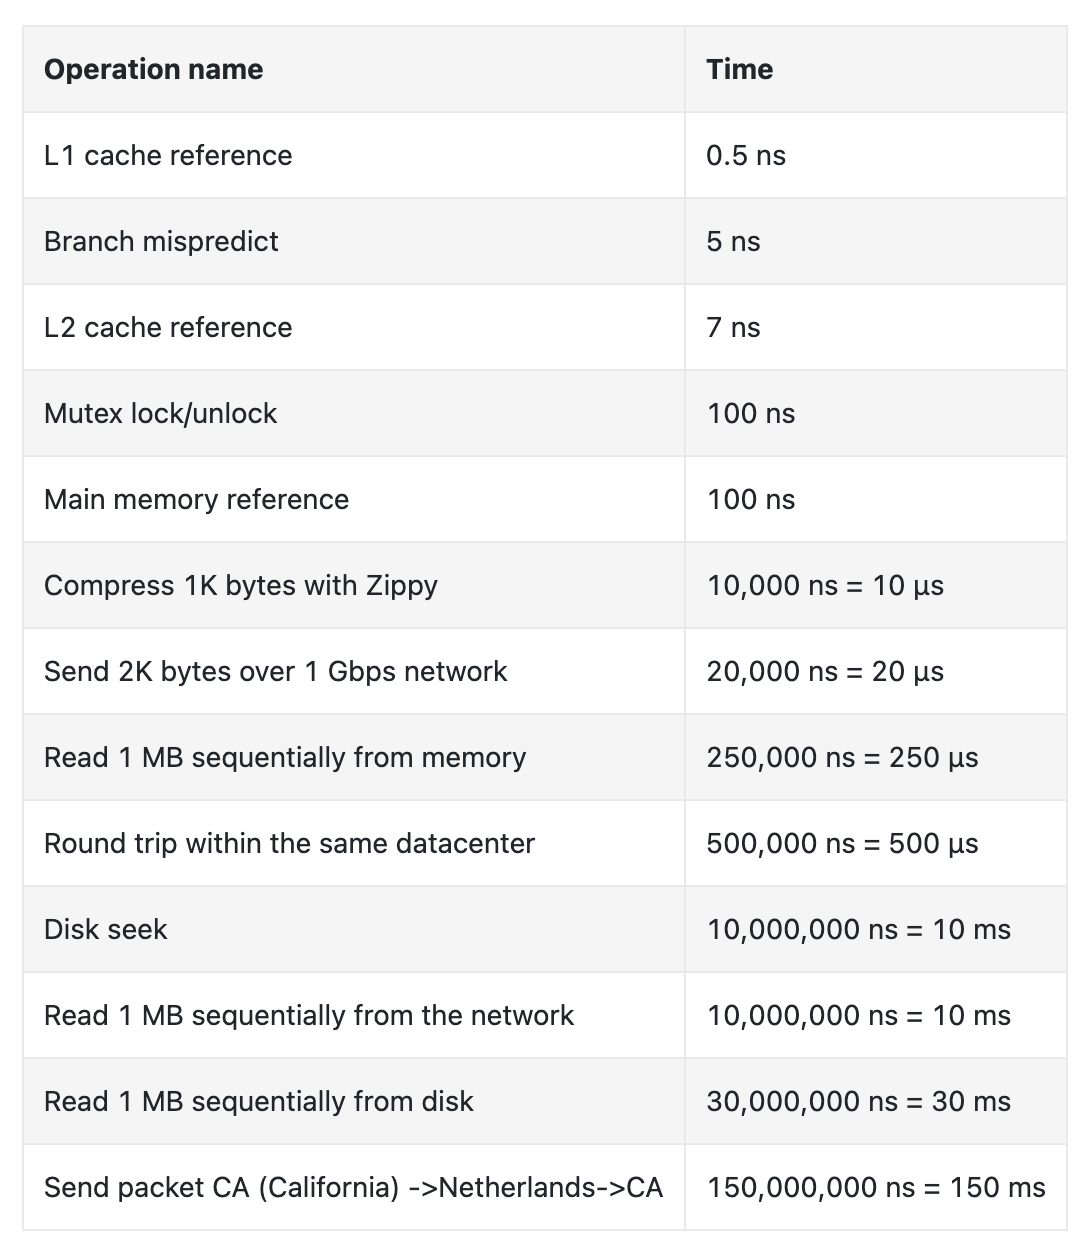 Operation name Time
L1 cache reference 0.5 ns
Branch mispredict 5 ns
L2 cache reference 7 ns
Mutex lock/unlock 100 ns
Main memory reference 100 ns
Compress 1K bytes with Zippy 10,000 ns = 10 μs
Send 2K bytes over 1 Gbps network 20,000 ns = 20 μs
Read 1 MB sequentially from memory 250,000 ns = 250 μs
Round trip within the same datacenter 500,000 ns = 500 μs
Disk seek 10,000,000 ns = 10 ms
Read 1 MB sequentially from the network 10,000,000 ns = 10 ms
Read 1 MB sequentially from disk 30,000,000 ns = 30 ms
Send packet CA (California) ->Netherlands->CA 150,000,000 ns = 150 ms